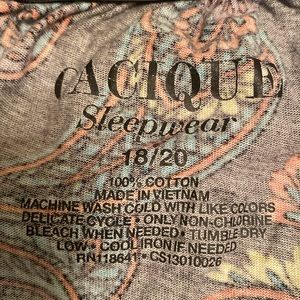 CACIQUE
Sleepwear
18/20
100% COTTON
MADE IN VIETNAM
MACHINE WASH COLD WITH LIKE COLORS
DELICATE CYCLE • ONLY NON-CHLORINE
BLEACH WHEN NEEDED • TUMBLE DRY
LOW • COOL IRON IF NEEDED
RN118641 • CS13010026